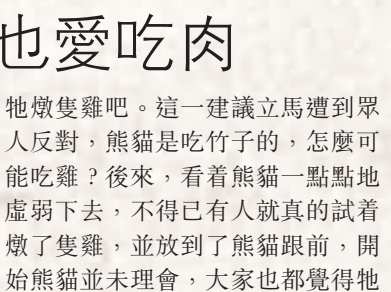 也愛吃肉
牠燉隻雞吧。這一建議立馬遭到眾
人反對，熊貓是吃竹子的，怎麼可
能吃雞？後來，看着熊貓一點點地
虛弱下去，不得已有人就真的試着
燉了隻雞，並放到了熊貓跟前，開
始熊貓並未理會，大家也都覺得牠